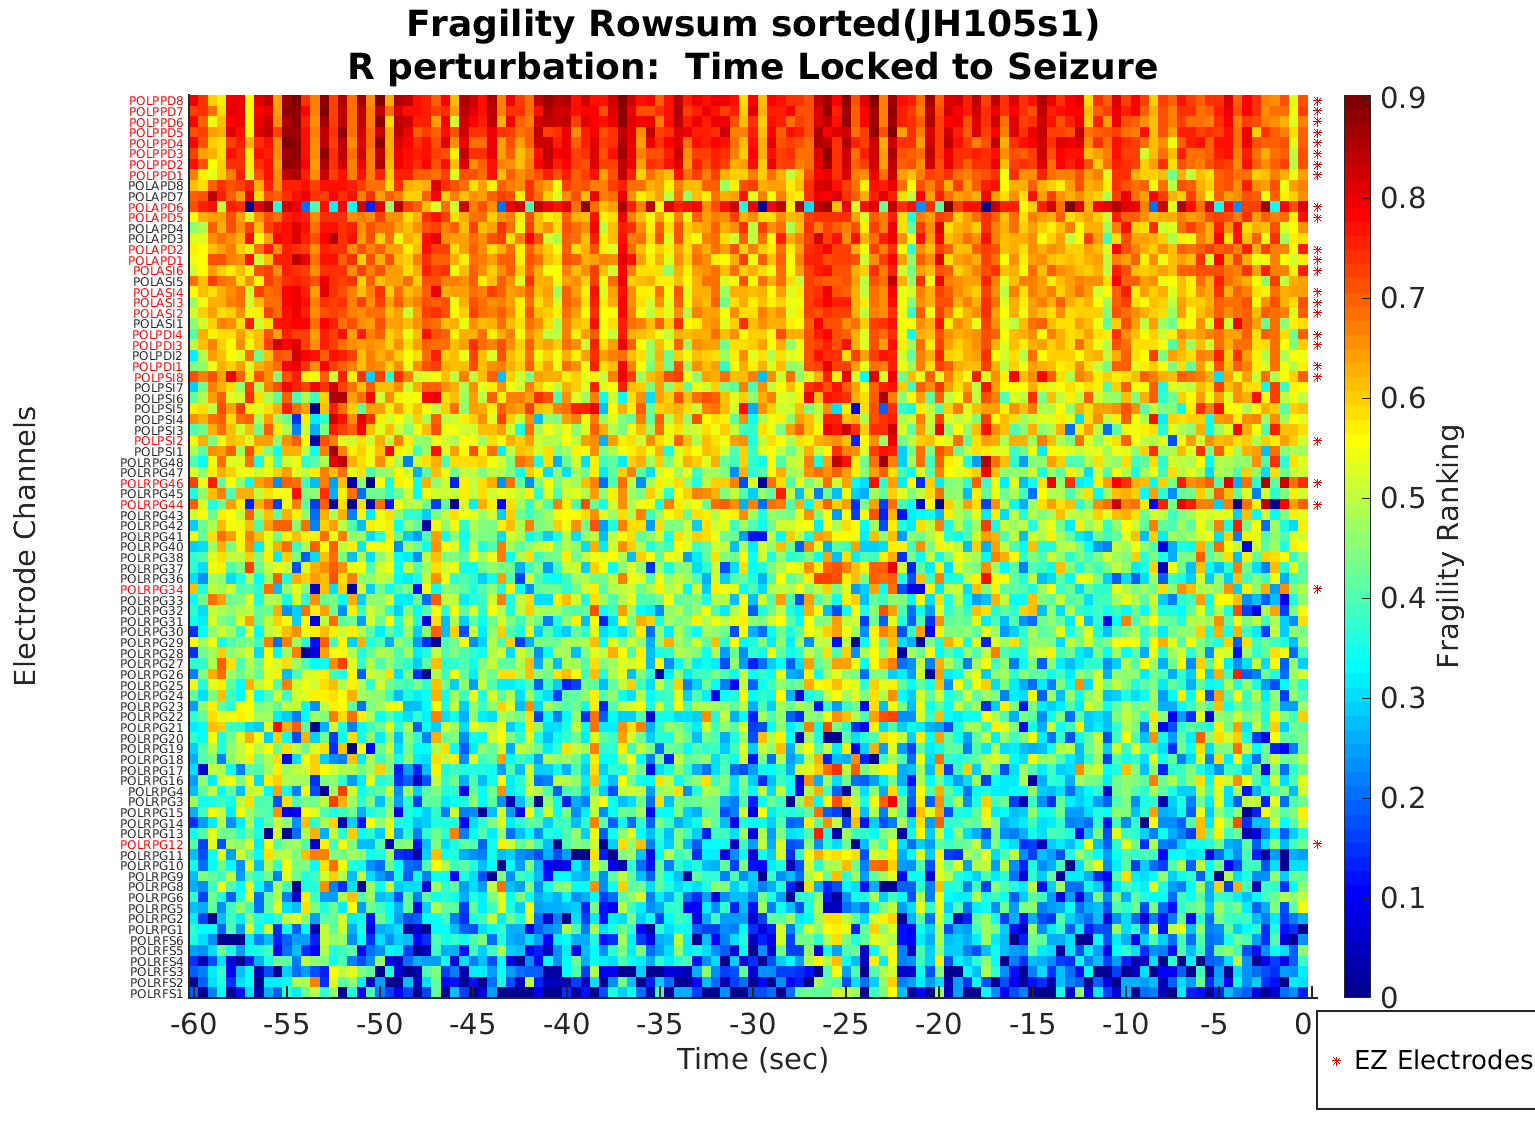 Fragility Rowsum sorted(JH105s1)
R perturbation:  Time Locked to Seizure
Electrode Channels
POLPPD8
POLPPD7
POLPPD6
POLPPD5
POLPPD4
POLPPD3
POLPPD2
POLPPD1
POLAPD8
POLAPD7
POLAPD6
POLAPD5
POLAPD4
POLAPD3
POLAPD2
POLAPD1
POLASI6
POLASI5
POLASI4
POLASI3
POLASI2
POLASI1
POLPDI4
POLPDI3
POLPDI2
POLPDI1
POLPSI8
POLPSI7
POLPSI6
POLPSI5
POLPSI4
POLPSI3
POLPSI2
POLPSI1
POLRPG48
POLRPG47
POLRPG46
POLRPG45
POLRPG44
POLRPG43
POLRPG42
POLRPG41
POLRPG40
POLRPG38
POLRPG37
POLRPG36
POLRPG34
POLRPG33
POLRPG32
POLRPG31
POLRPG30
POLRPG29
POLRPG28
POLRPG27
POLRPG26
POLRPG25
POLRPG24
POLRPG23
POLRPG22
POLRPG21
POLRPG20
POLRPG19
POLRPG18
POLRPG17
POLRPG16
POLRPG4
POLRPG3
POLRPG15
POLRPG14
POLRPG13
POLRPG12
POLRPG11
POLRPG10
POLRPG9
POLRPG8
POLRPG6
POLRPG5
POLRPG2
POLRPG1
POLRFS6
POLRFS5
POLRFS4
POLRFS3
POLRFS2
POLRFS1
-60 -55 -50 -45 -40 -35 -30 -25 -20 -15 -10 -5 0
Time (sec)
0.9
0.8
0.7
0.6
0.5
0.4
0.3
0.2
0.1
0
Fragility Ranking
EZ Electrodes